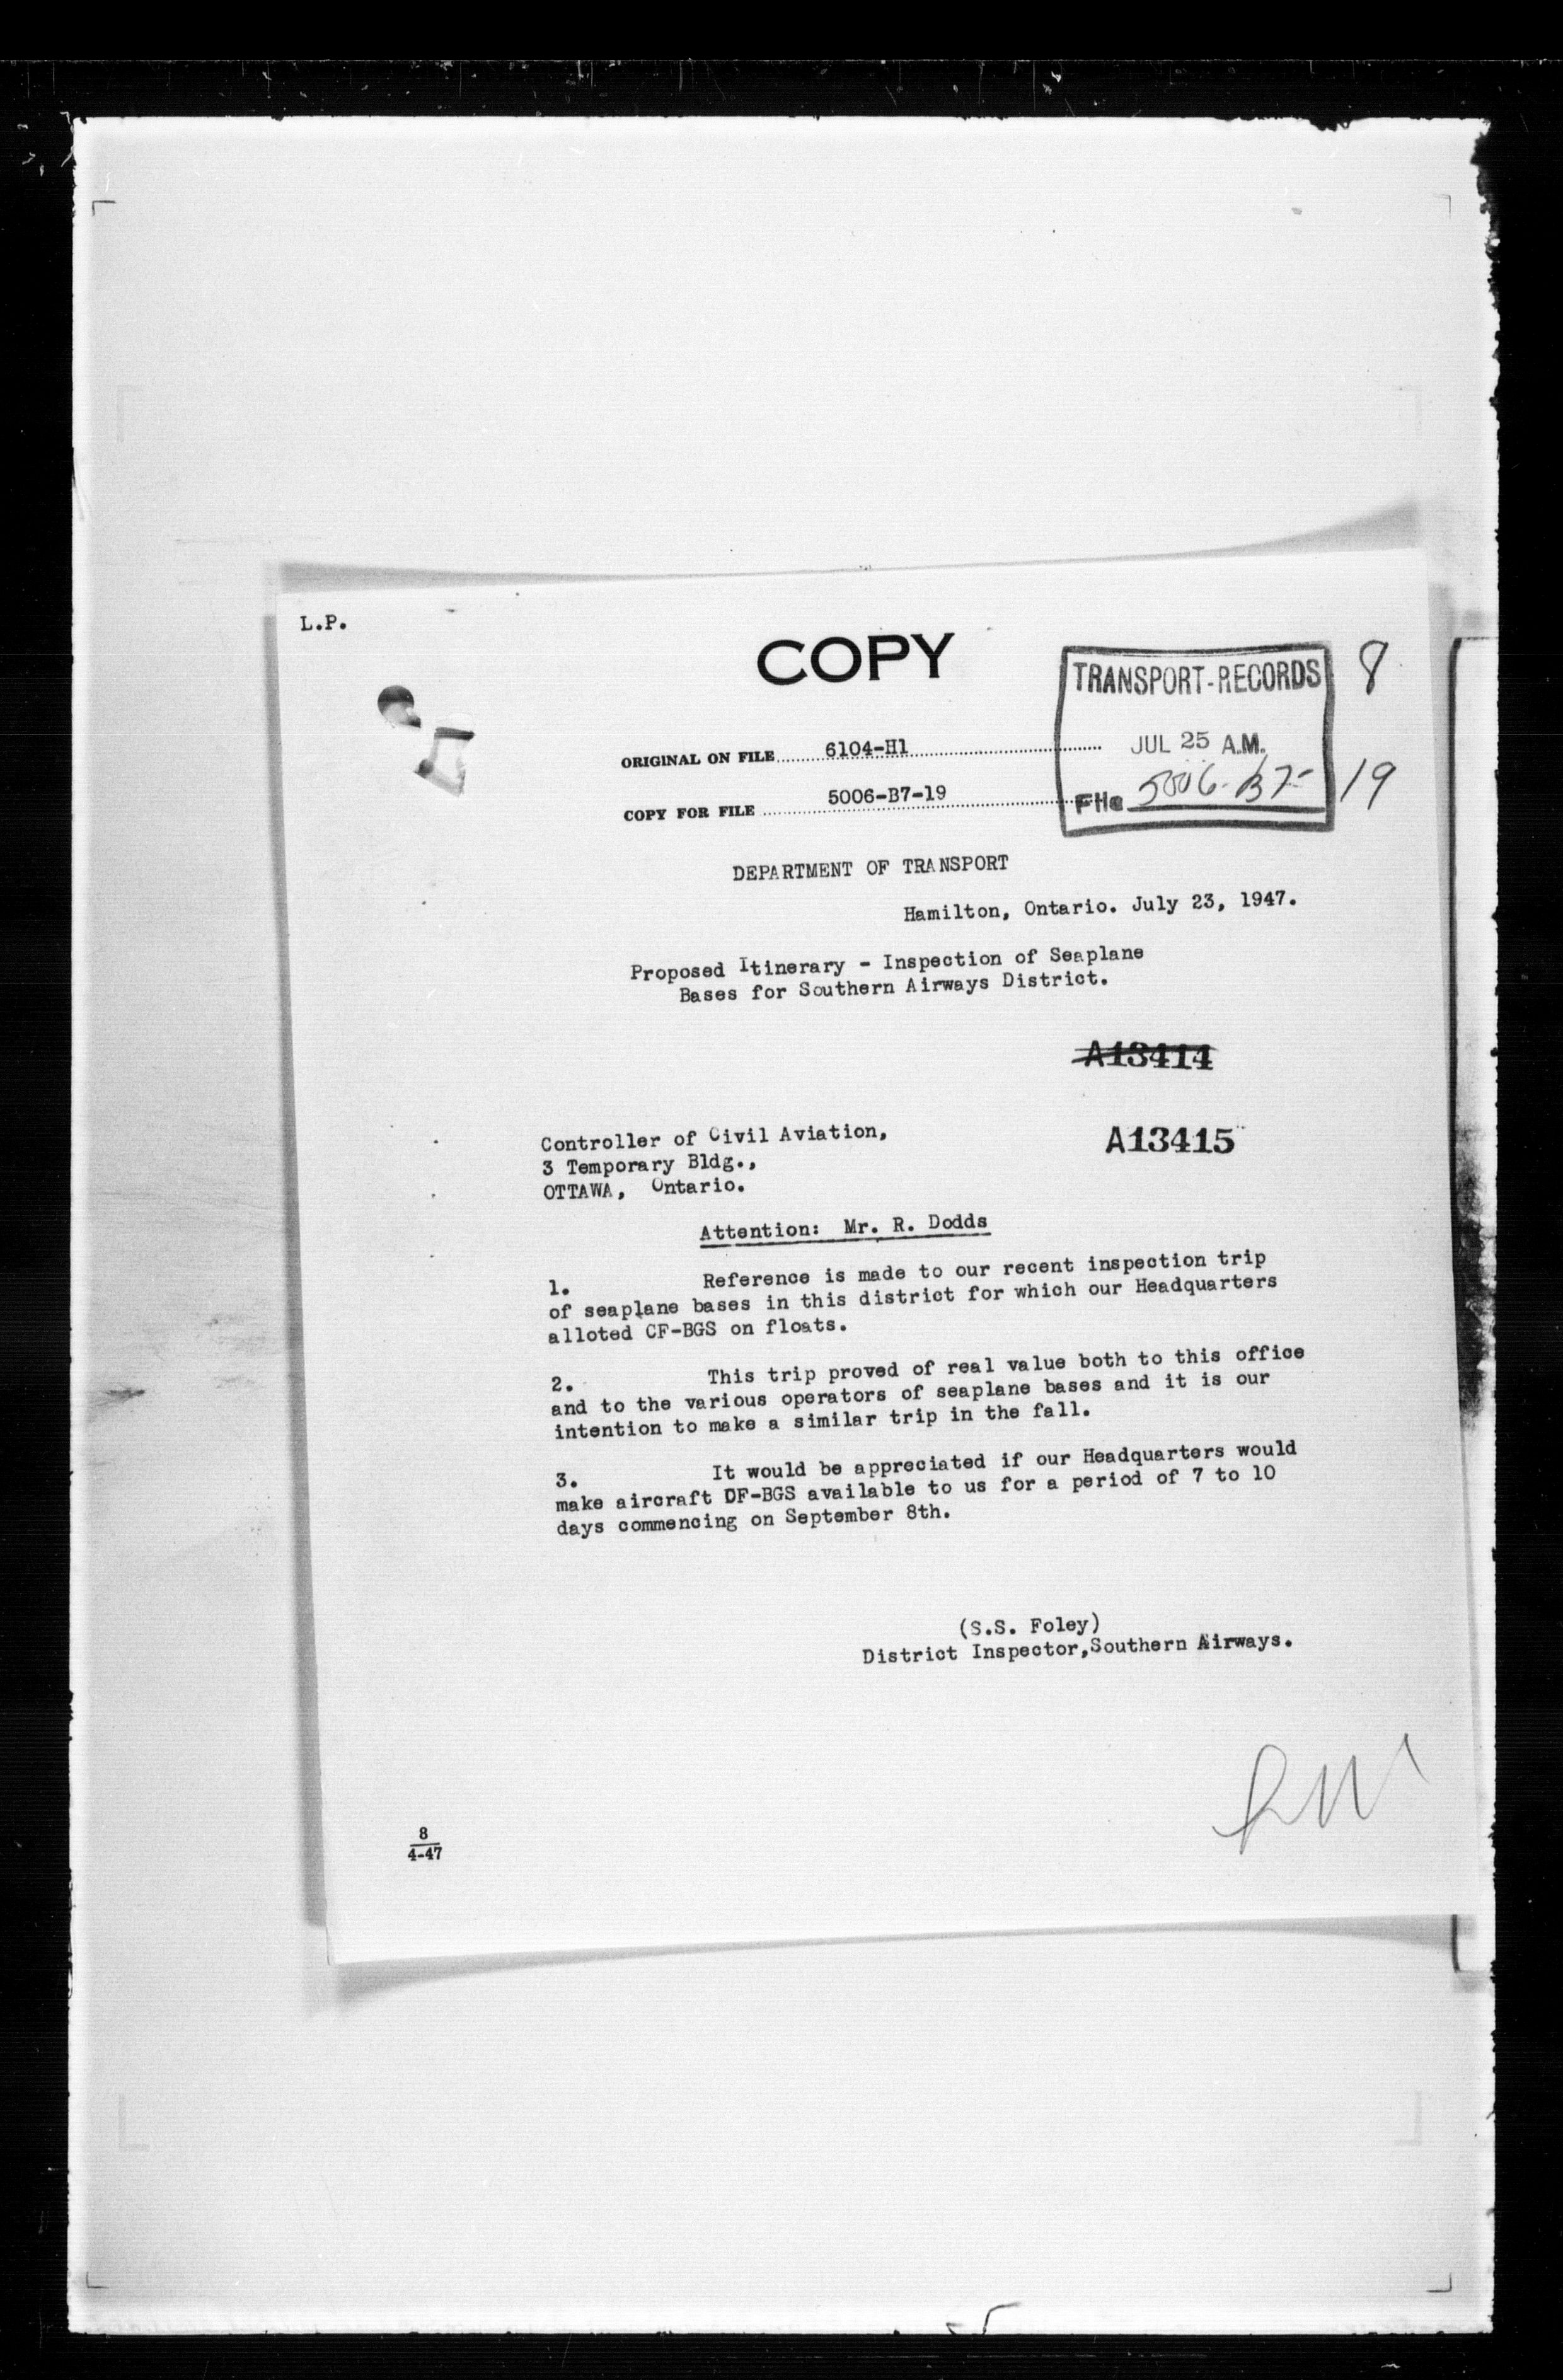 L.P.
COPY
TRANSPORT-RECORDS
8
JUL 25 A.M.
File 5006-B7-19
ORIGINAL ON FILE 6104-H1
COPY FOR FILE 5006-B7-19
DEPARTMENT OF TRANSPORT
Hamilton, Ontario. July 23, 1947.
Proposed Itinerary - Inspection of Seaplane
Bases for Southern Airways District.
A13414
Controller of Civil Aviation,
A13415
3 Temporary Bldg.,
OTTAWA, Ontario.
Attention: Mr. R. Dodds
1. Reference is made to our recent inspection trip
of seaplane bases in this district for which our Headquarters
alloted CF-BGS on floats.
2. This trip proved of real value both to this office
and to the various operators of seaplane bases and it is our
intention to make a similar trip in the fall.
3. It would be appreciated if our Headquarters would
make aircraft DF-BGS available to us for a period of 7 to 10
days commencing on September 8th.
(S.S. Foley)
District Inspector,Southern Airways.
8
4-47